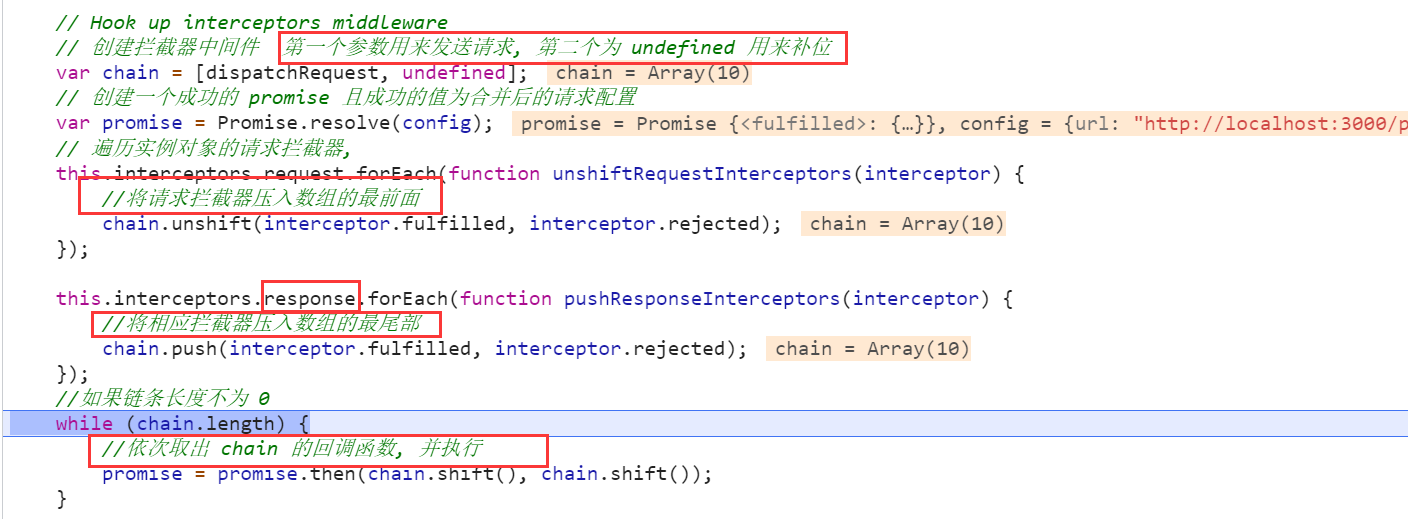 // Hook up interceptors middleware
// 创建拦截器中间件  第一个参数用来发送请求, 第二个为 undefined 用来补位
var chain = [dispatchRequest, undefined];  chain = Array(10)
// 创建一个成功的 promise 且成功的值为合并后的请求配置
var promise = Promise.resolve(config);  promise = Promise {<fulfilled>: {…}}, config = {url: "http://localhost:3000/p
// 遍历实例对象的请求拦截器,
this.interceptors.request.forEach(function unshiftRequestInterceptors(interceptor) {
//将请求拦截器压入数组的最前面
chain.unshift(interceptor.fulfilled, interceptor.rejected);  chain = Array(10)
});
this.interceptors.response.forEach(function pushResponseInterceptors(interceptor) {
//将相应拦截器压入数组的最尾部
chain.push(interceptor.fulfilled, interceptor.rejected);  chain = Array(10)
});
//如果链条长度不为 0
while (chain.length) {
//依次取出 chain 的回调函数, 并执行
promise = promise.then(chain.shift(), chain.shift());
}